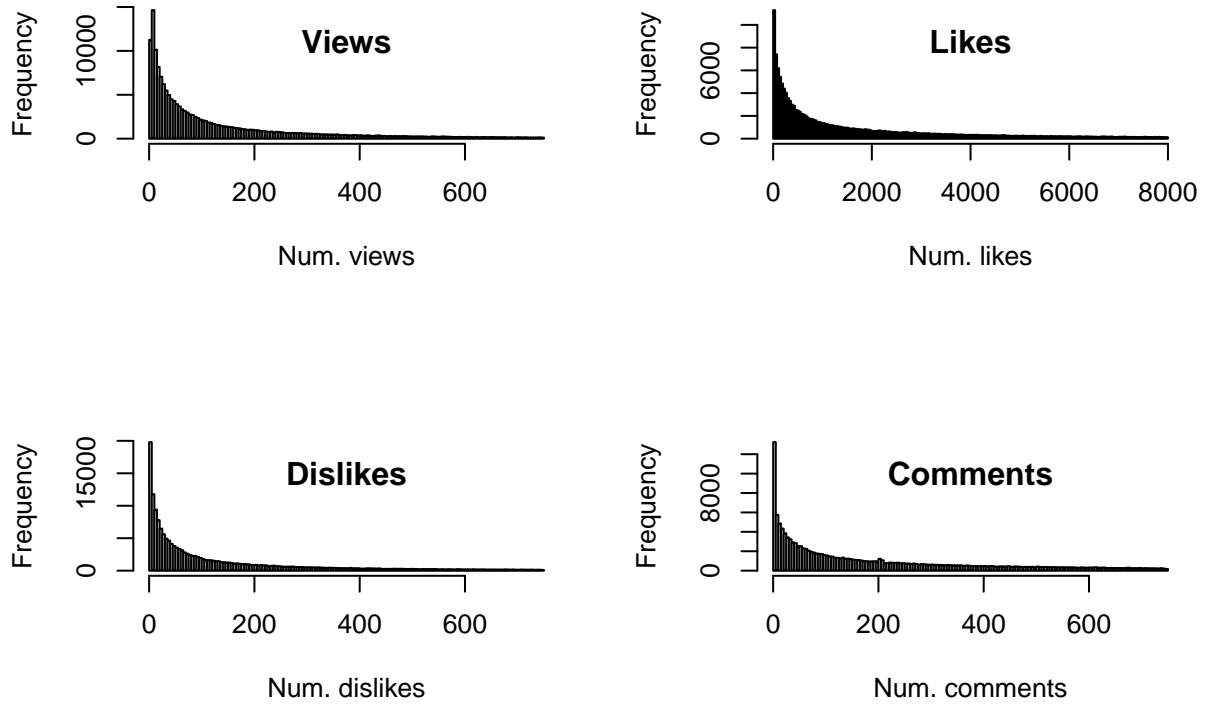 Views
Frequency
0
10000
0
200
400
600
Num. views
Likes
Frequency
0
6000
0
2000
4000
6000
8000
Num. likes
Dislikes
Frequency
0
15000
0
200
400
600
Num. dislikes
Comments
Frequency
0
8000
0
200
400
600
Num. comments